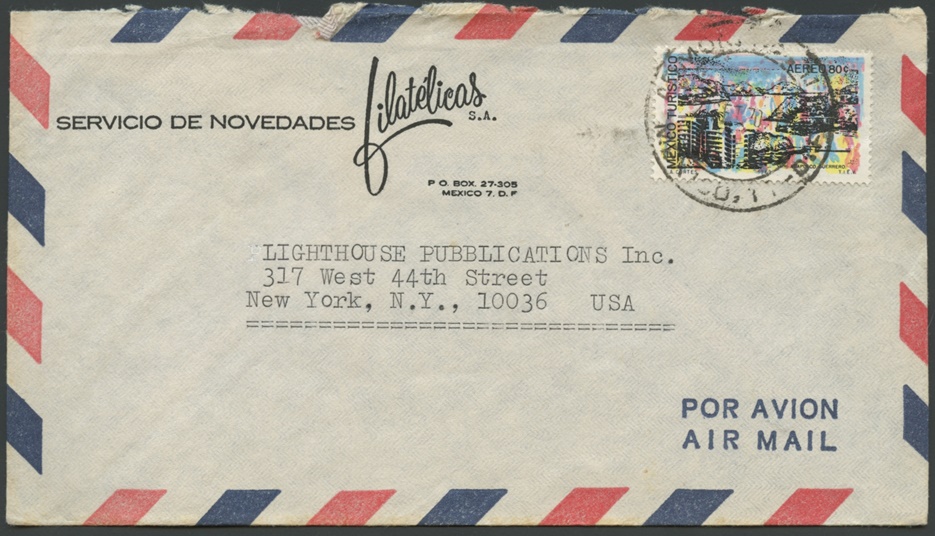 SERVICIO DE NOVEDADES Filatélicas
S.A.
P O. BOX. 27-305
MEXICO 7. D. F
MEXICO TURISTICO
AEREO 80¢
GUERRERO
T.I.E.V.
LIGHTHOUSE PUBBLICATIONS Inc.
317 West 44th Street
New York, N.Y., 10036 USA
POR AVION
AIR MAIL